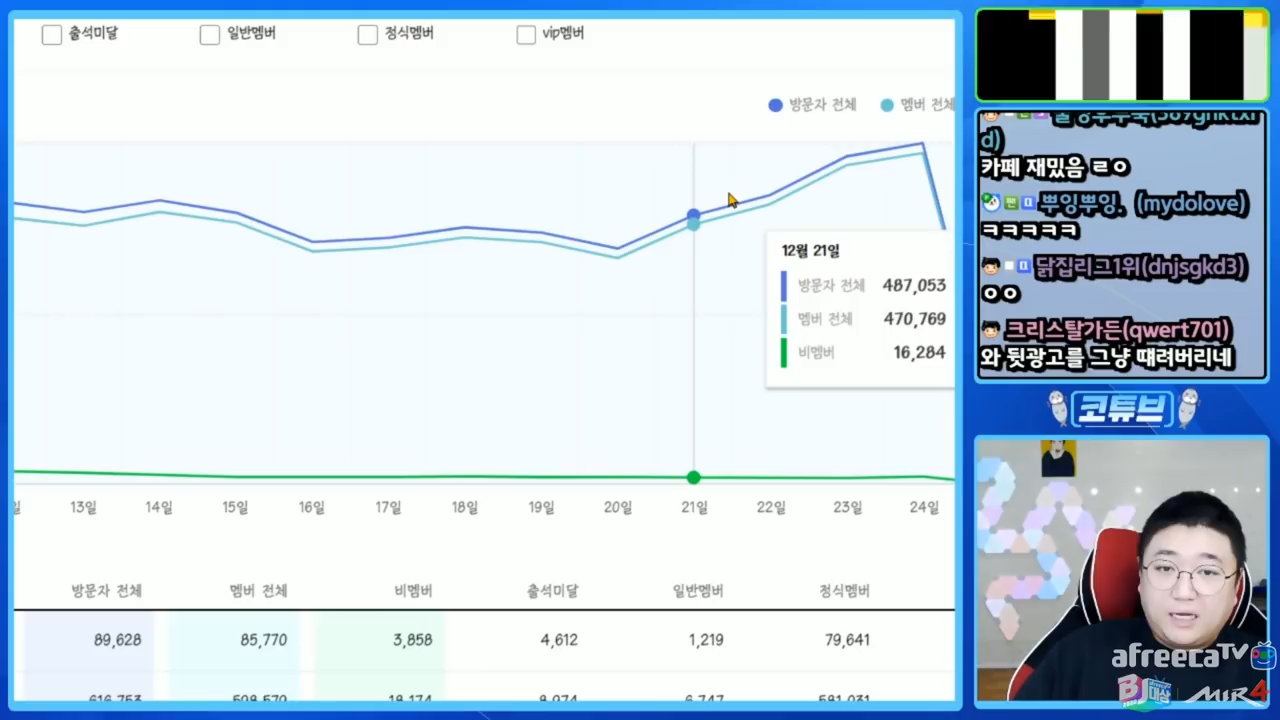 출석미달
일반멤버
정식멤버
vip멤버
방문자 전체
멤버 전체
12월 21일
방문자 전체 487,053
멤버 전체 470,769
비멤버 16,284
13일 14일 15일 16일 17일 18일 19일 20일 21일 22일 23일 24일
방문자 전체 멤버 전체 비멤버 출석미달 일반멤버 정식멤버
89,628 85,770 3,858 4,612 1,219 79,641
d)
카페 재밌음 ㄹㅇ
팬 뿌잉뿌잉. (mydolove)
ㅋㅋㅋㅋㅋ
닭집리그1위(dnjsgkd3)
ㅇㅇ
크리스탈가든(qwert701)
와 뒷광고를 그냥 떄려버리네
코튜브
afreecaTV
BJ대상
MIR4